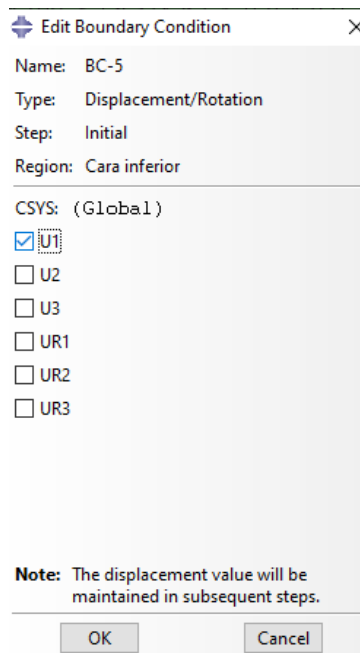 Edit Boundary Condition
Name: BC-5
Type: Displacement/Rotation
Step: Initial
Region: Cara inferior
CSYS: (Global)
U1
U2
U3
UR1
UR2
UR3
Note: The displacement value will be
maintained in subsequent steps.
OK Cancel